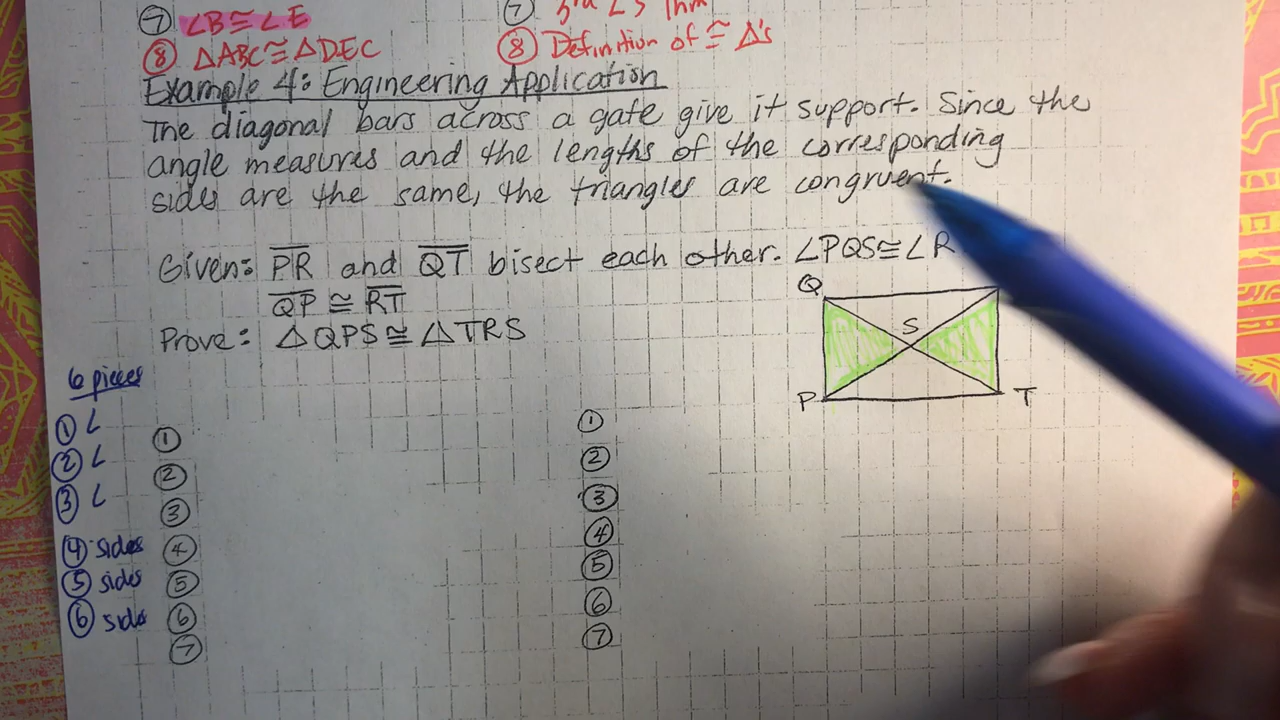 ⑦ ∠B ≅ ∠E ⑦ 3rd ∠s Thm
⑧ △ABC ≅ △DEC ⑧ Definition of ≅ △'s
Example 4: Engineering Application
The diagonal bars across a gate give it support. Since the
angle measures and the lengths of the corresponding
sides are the same, the triangles are congruent.
Given: PR and QT bisect each other. ∠PQS ≅ ∠R
QP ≅ RT
Prove: △QPS ≅ △TRS
Q
S
P T
6 pieces
① ∠ ① ①
② ∠ ② ②
③ ∠ ③ ③
④ sides ④ ④
⑤ sides ⑤ ⑤
⑥ side ⑥ ⑥
⑦ ⑦